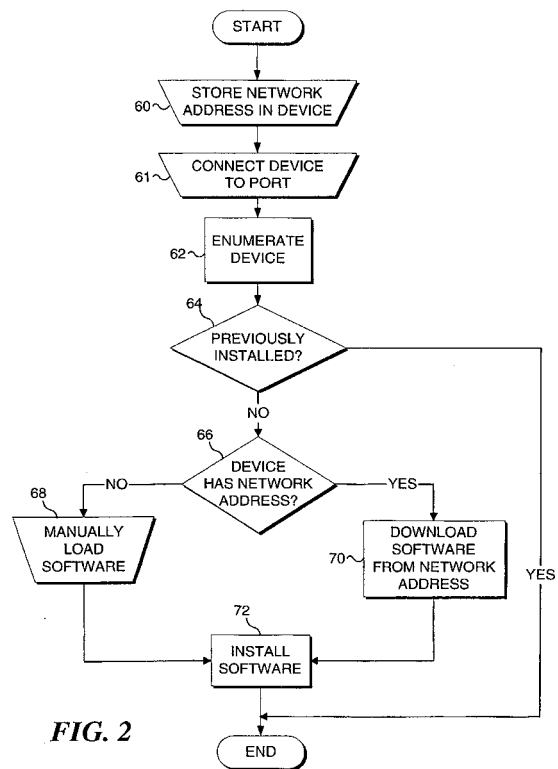 START
STORE NETWORK
ADDRESS IN DEVICE
60
CONNECT DEVICE
TO PORT
61
ENUMERATE
DEVICE
62
64
PREVIOUSLY
INSTALLED?
NO
66
DEVICE
HAS NETWORK
ADDRESS?
NO
YES
68
MANUALLY
LOAD
SOFTWARE
70
DOWNLOAD
SOFTWARE
FROM NETWORK
ADDRESS
YES
72
INSTALL
SOFTWARE
FIG. 2
END